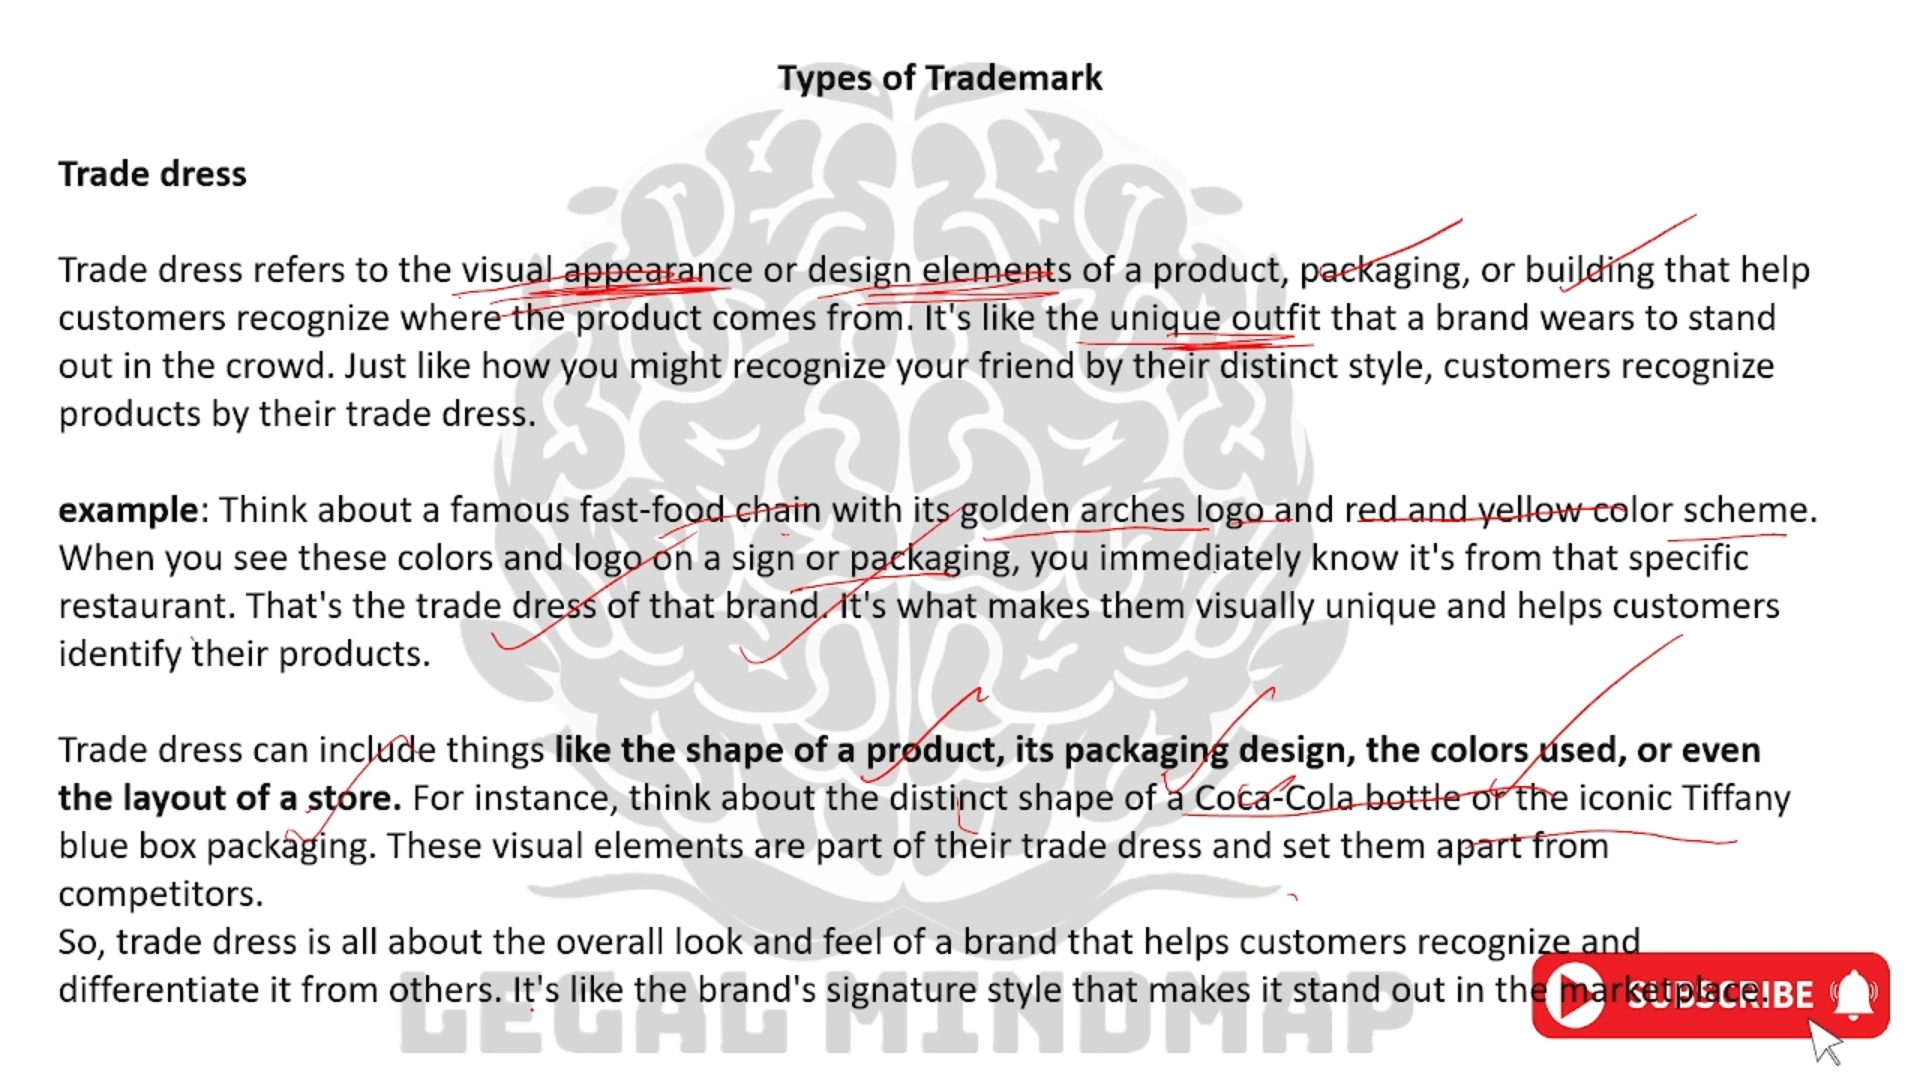 Types of Trademark
Trade dress
Trade dress refers to the visual appearance or design elements of a product, packaging, or building that help
customers recognize where the product comes from. It's like the unique outfit that a brand wears to stand
out in the crowd. Just like how you might recognize your friend by their distinct style, customers recognize
products by their trade dress.
example: Think about a famous fast-food chain with its golden arches logo and red and yellow color scheme.
When you see these colors and logo on a sign or packaging, you immediately know it's from that specific
restaurant. That's the trade dress of that brand. It's what makes them visually unique and helps customers
identify their products.
Trade dress can include things like the shape of a product, its packaging design, the colors used, or even
the layout of a store. For instance, think about the distinct shape of a Coca-Cola bottle or the iconic Tiffany
blue box packaging. These visual elements are part of their trade dress and set them apart from
competitors.
So, trade dress is all about the overall look and feel of a brand that helps customers recognize and
differentiate it from others. It's like the brand's signature style that makes it stand out in the marketplace.
SUBSCRIBE
LEGAL MINDMAP